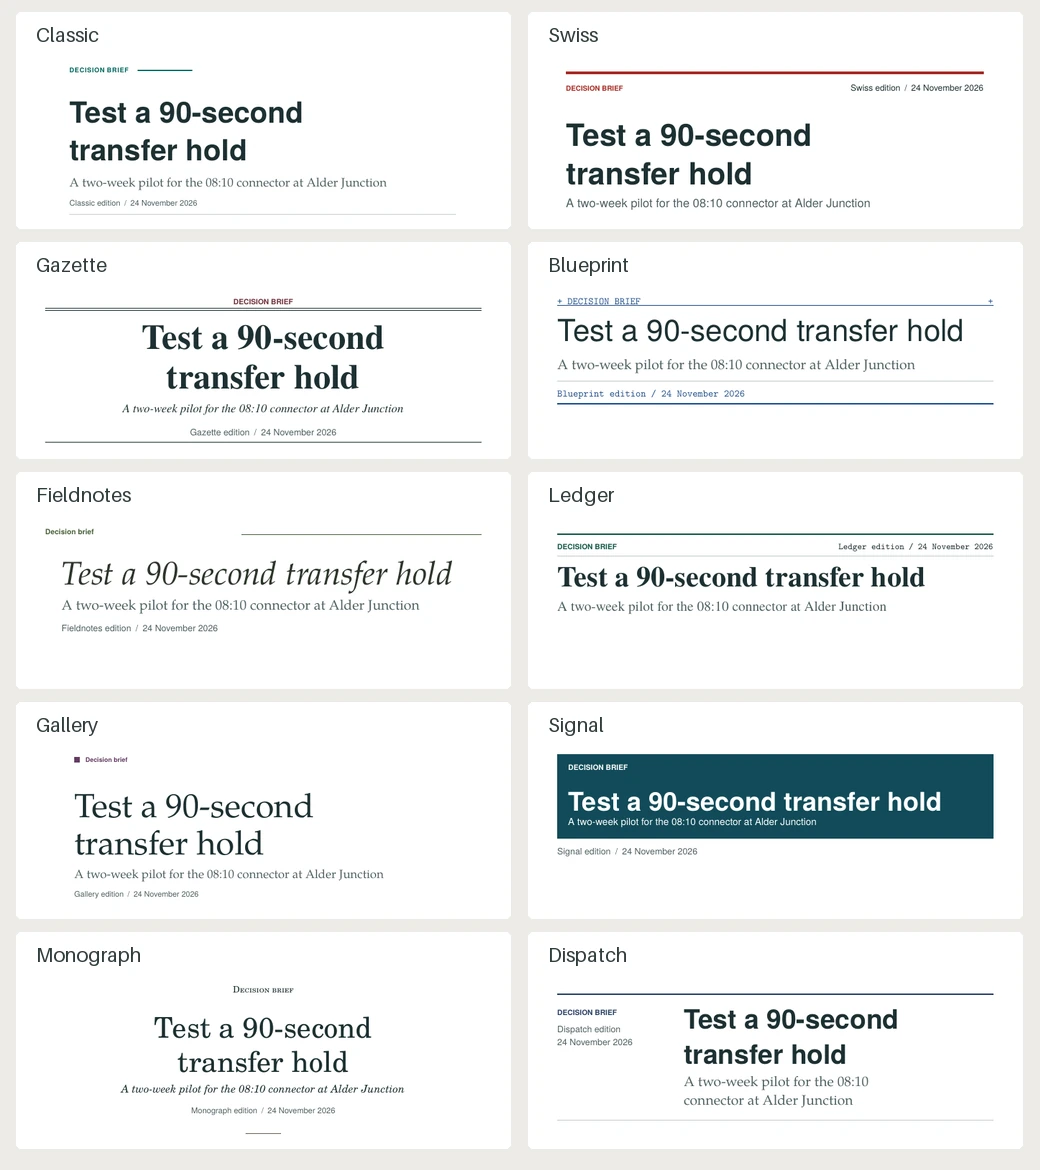 Classic
DECISION BRIEF
Test a 90-second
transfer hold
A two-week pilot for the 08:10 connector at Alder Junction
Classic edition / 24 November 2026
Swiss
DECISION BRIEF
Swiss edition / 24 November 2026
Test a 90-second
transfer hold
A two-week pilot for the 08:10 connector at Alder Junction
Gazette
DECISION BRIEF
Test a 90-second
transfer hold
A two-week pilot for the 08:10 connector at Alder Junction
Gazette edition / 24 November 2026
Blueprint
+ DECISION BRIEF +
Test a 90-second transfer hold
A two-week pilot for the 08:10 connector at Alder Junction
Blueprint edition / 24 November 2026
Fieldnotes
Decision brief
Test a 90-second transfer hold
A two-week pilot for the 08:10 connector at Alder Junction
Fieldnotes edition / 24 November 2026
Ledger
DECISION BRIEF
Ledger edition / 24 November 2026
Test a 90-second transfer hold
A two-week pilot for the 08:10 connector at Alder Junction
Gallery
Decision brief
Test a 90-second
transfer hold
A two-week pilot for the 08:10 connector at Alder Junction
Gallery edition / 24 November 2026
Signal
DECISION BRIEF
Test a 90-second transfer hold
A two-week pilot for the 08:10 connector at Alder Junction
Signal edition / 24 November 2026
Monograph
Decision brief
Test a 90-second
transfer hold
A two-week pilot for the 08:10 connector at Alder Junction
Monograph edition / 24 November 2026
Dispatch
DECISION BRIEF
Dispatch edition
24 November 2026
Test a 90-second
transfer hold
A two-week pilot for the 08:10
connector at Alder Junction